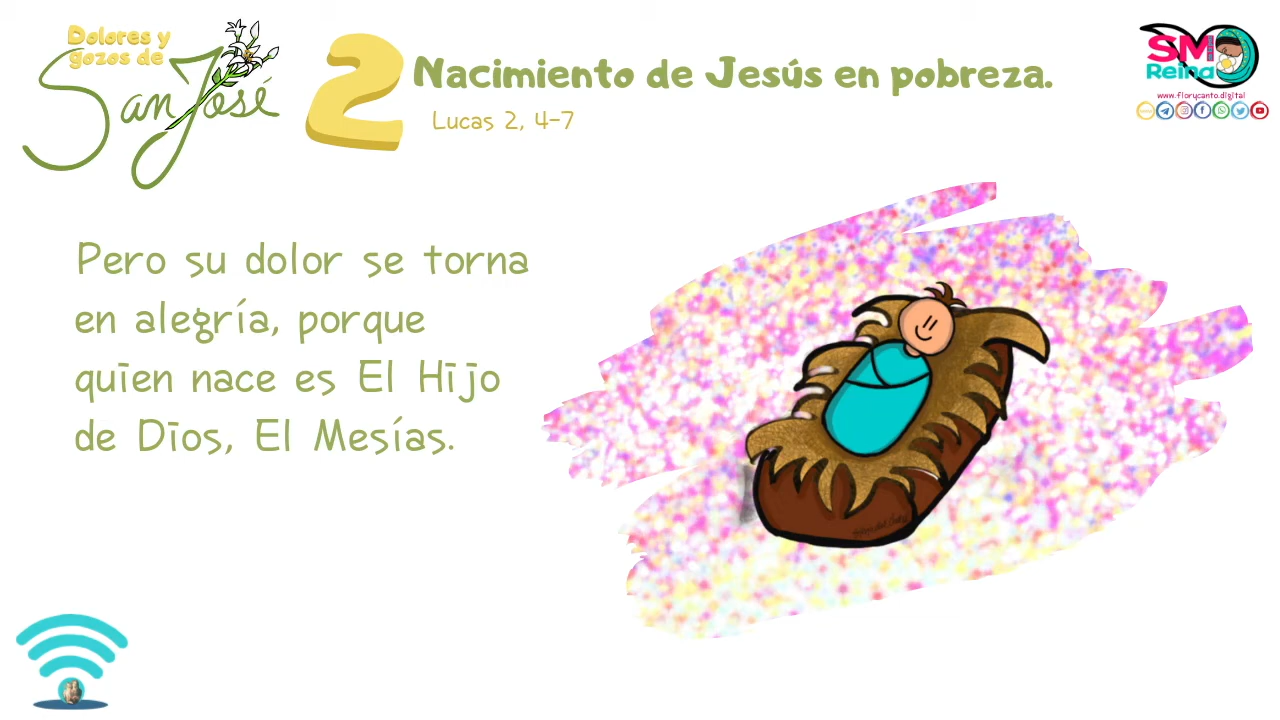 Dolores y
gozos de
San José
2
Nacimiento de Jesús en pobreza.
Lucas 2, 4-7
SM
Reina
www.florycanto.digital
Pero su dolor se torna
en alegría, porque
quien nace es El Hijo
de Dios, El Mesías.